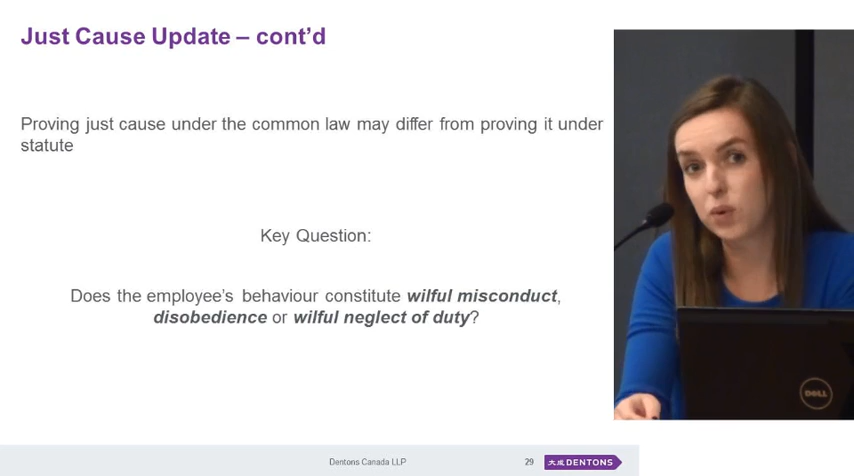 Just Cause Update – cont’d
Proving just cause under the common law may differ from proving it under
statute
Key Question:
Does the employee’s behaviour constitute wilful misconduct,
disobedience or wilful neglect of duty?
Dentons Canada LLP
29
大成 DENTONS
DELL